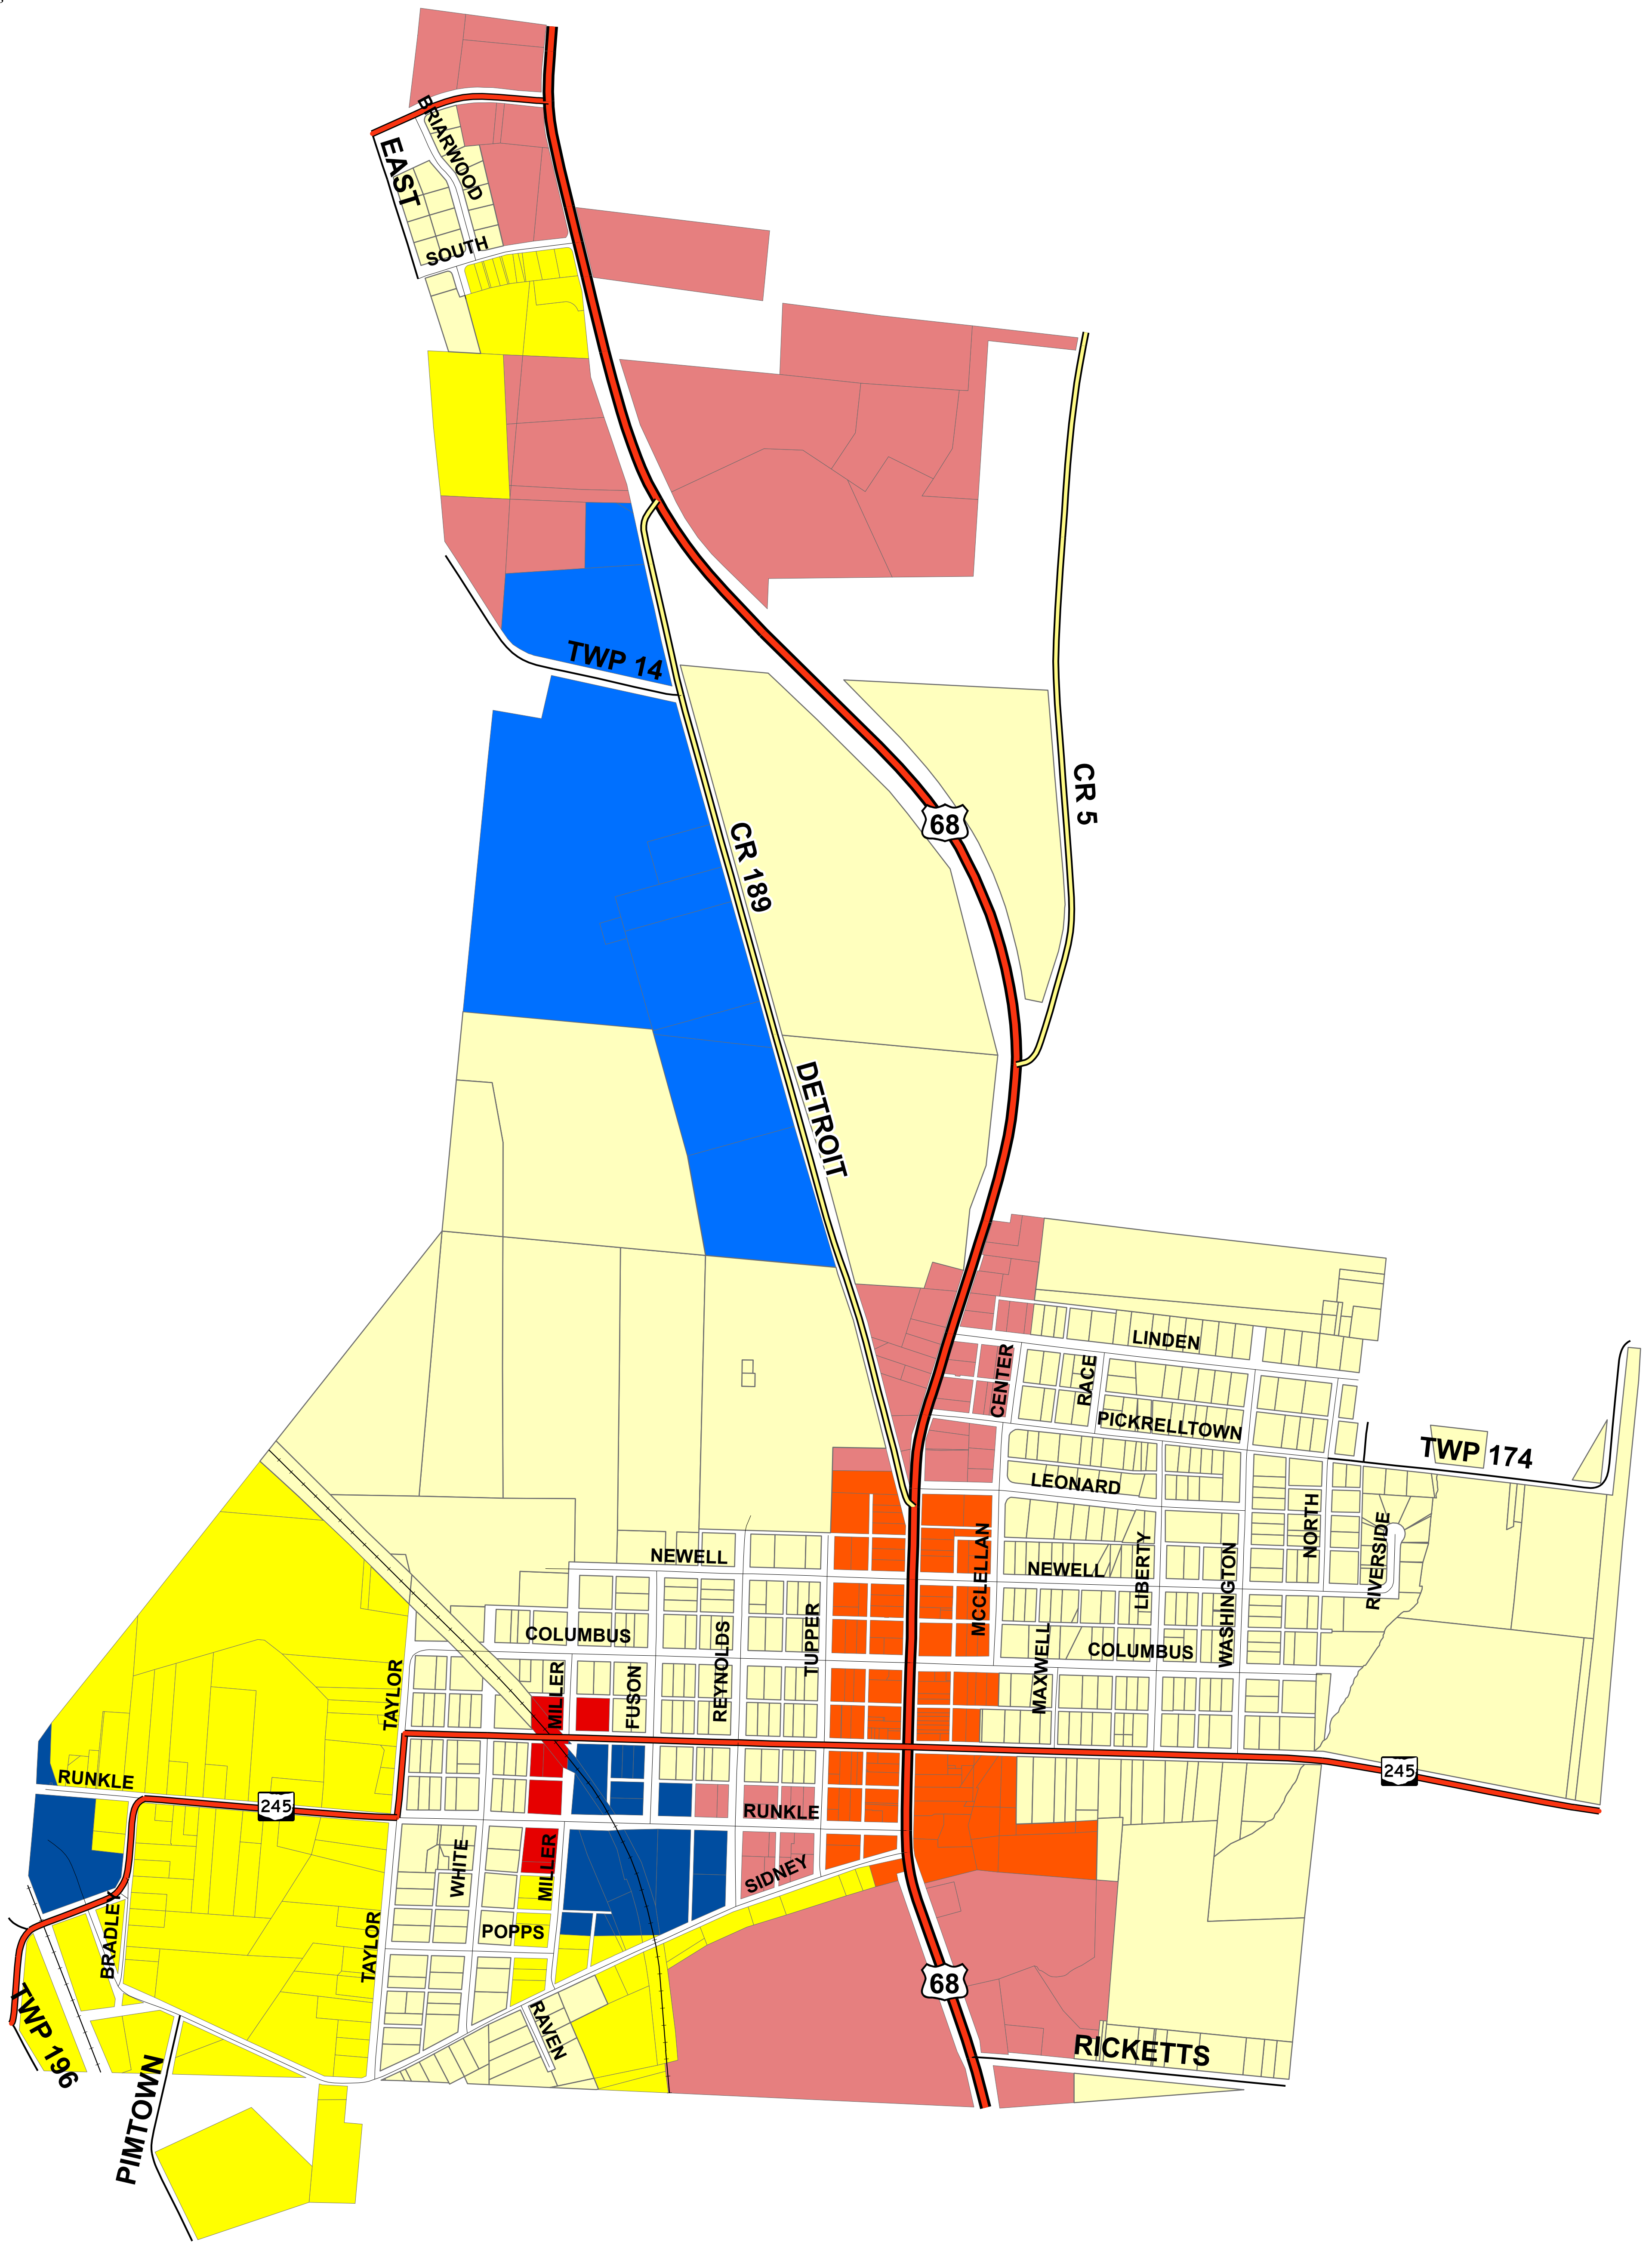 BRIARWOOD
EAST
SOUTH
TWP 14
CR 5
68
CR 189
DETROIT
LINDEN
CENTER
RACE
PICKRELLTOWN
TWP 174
LEONARD
NORTH
RIVERSIDE
MCCLELLAN
NEWELL
NEWELL
LIBERTY
WASHINGTON
COLUMBUS
TUPPER
REYNOLDS
MAXWELL
COLUMBUS
TAYLOR
MILLER
FUSON
245
RUNKLE
245
RUNKLE
WHITE
MILLER
SIDNEY
POPPS
BRADLEY
TAYLOR
68
TWP 196
RAVEN
RICKETTS
PIMTOWN